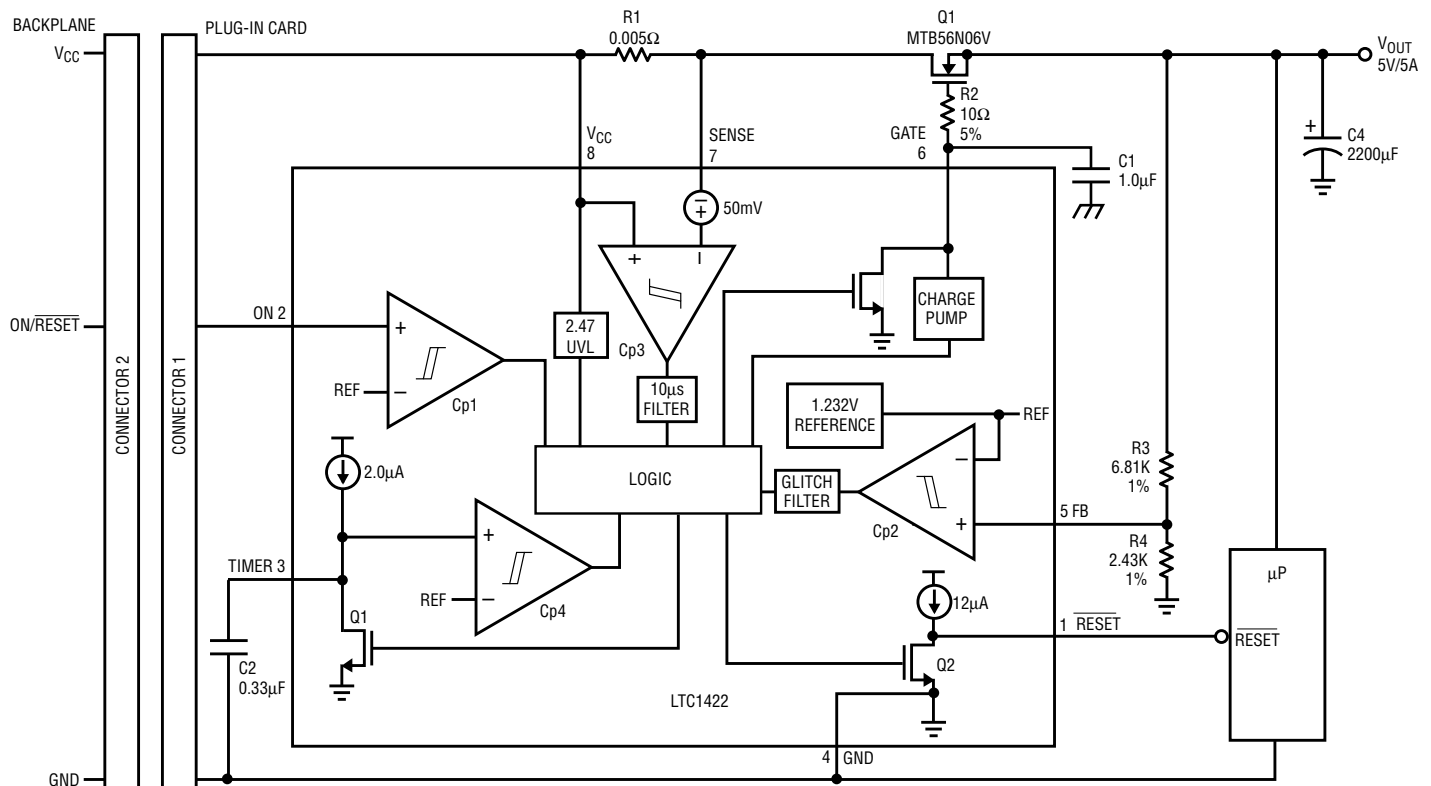 BACKPLANE
PLUG-IN CARD
R1
0.005Ω
Q1
MTB56N06V
VCC
VOUT
5V/5A
R2
10Ω
5%
VCC
8
SENSE
7
GATE
6
+
C4
2200µF
C1
1.0µF
−
+
50mV
+
−
CHARGE
PUMP
ON 2
ON/RESET
+
2.47
UVL
Cp3
REF
−
Cp1
10µs
FILTER
1.232V
REFERENCE
REF
CONNECTOR 2
CONNECTOR 1
R3
6.81K
1%
2.0µA
LOGIC
GLITCH
FILTER
−
+
Cp2
5 FB
R4
2.43K
1%
+
TIMER 3
REF
−
Cp4
µP
12µA
Q1
1 RESET
RESET
C2
0.33µF
Q2
LTC1422
4
GND
GND